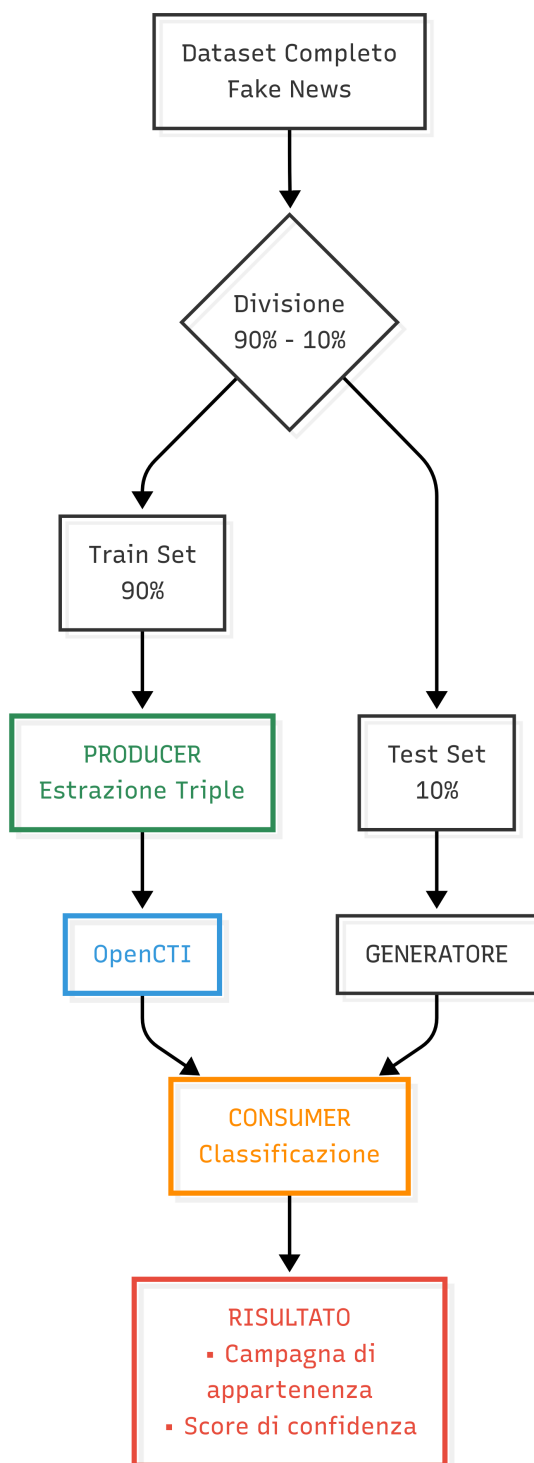 Dataset Completo
Fake News
Divisione
90% - 10%
Train Set
90%
PRODUCER
Estrazione Triple
Test Set
10%
OpenCTI
GENERATORE
CONSUMER
Classificazione
RISULTATO
▪ Campagna di
appartenenza
▪ Score di confidenza